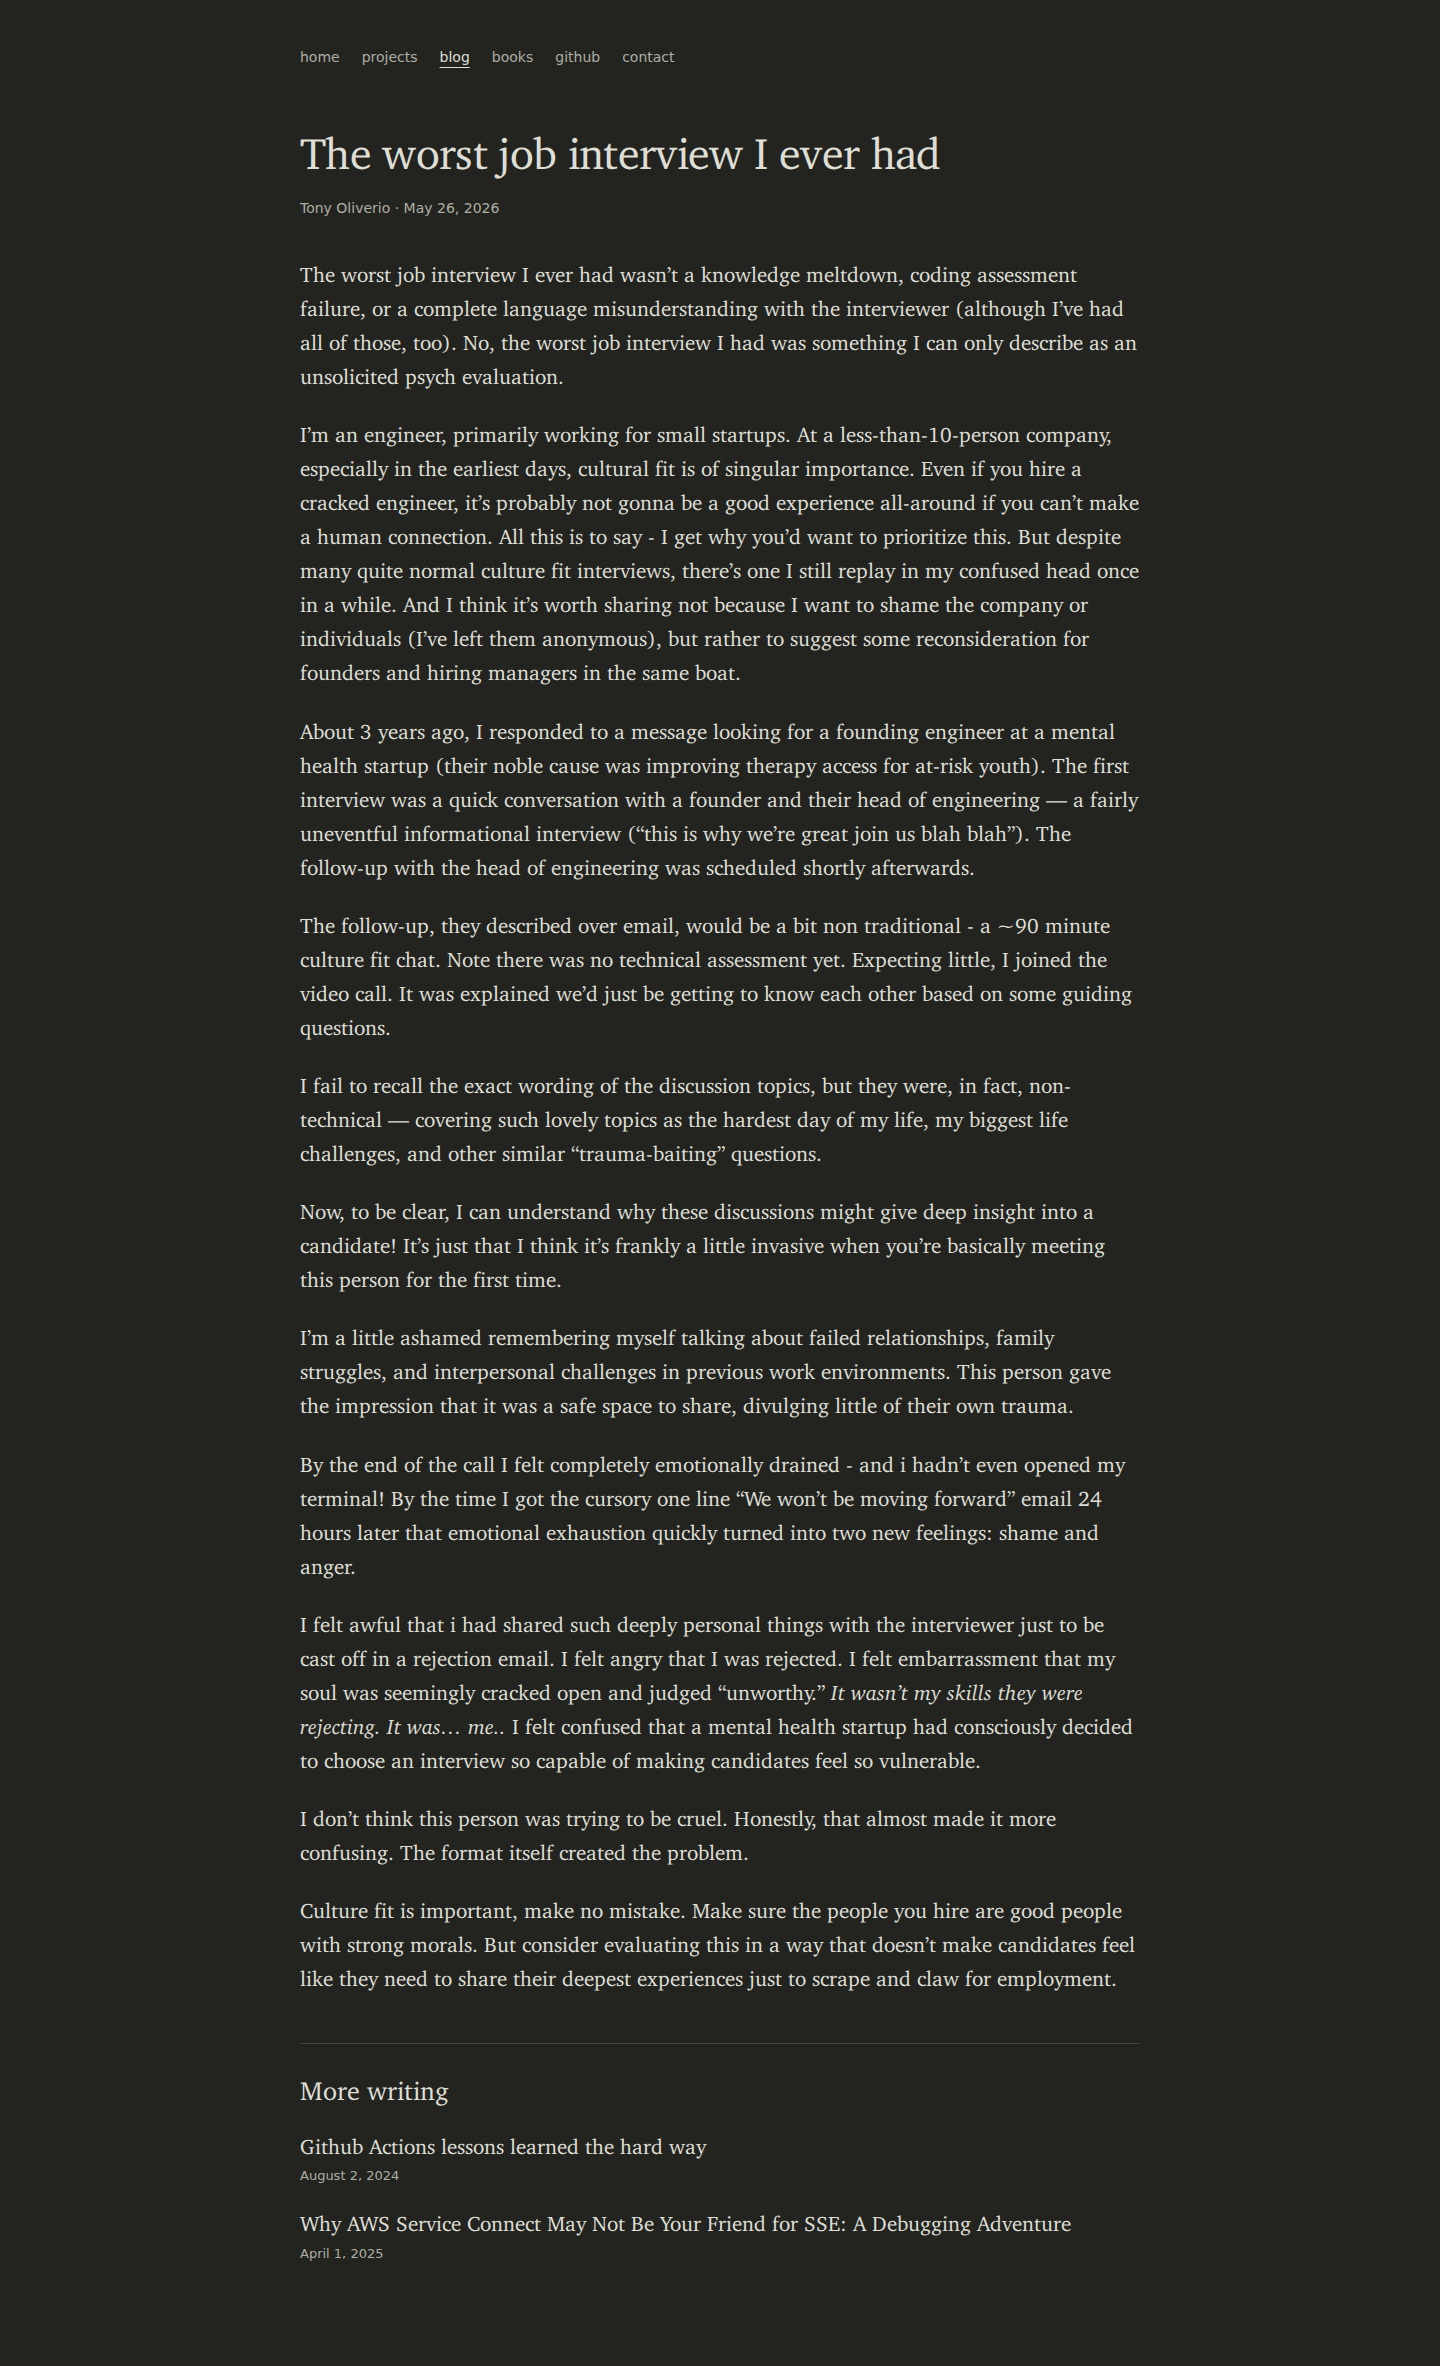 home projects blog books github contact
The worst job interview I ever had
Tony Oliverio · May 26, 2026
The worst job interview I ever had wasn’t a knowledge meltdown, coding assessment
failure, or a complete language misunderstanding with the interviewer (although I’ve had
all of those, too). No, the worst job interview I had was something I can only describe as an
unsolicited psych evaluation.
I’m an engineer, primarily working for small startups. At a less-than-10-person company,
especially in the earliest days, cultural fit is of singular importance. Even if you hire a
cracked engineer, it’s probably not gonna be a good experience all-around if you can’t make
a human connection. All this is to say - I get why you’d want to prioritize this. But despite
many quite normal culture fit interviews, there’s one I still replay in my confused head once
in a while. And I think it’s worth sharing not because I want to shame the company or
individuals (I’ve left them anonymous), but rather to suggest some reconsideration for
founders and hiring managers in the same boat.
About 3 years ago, I responded to a message looking for a founding engineer at a mental
health startup (their noble cause was improving therapy access for at-risk youth). The first
interview was a quick conversation with a founder and their head of engineering — a fairly
uneventful informational interview (“this is why we’re great join us blah blah”). The
follow-up with the head of engineering was scheduled shortly afterwards.
The follow-up, they described over email, would be a bit non traditional - a ~90 minute
culture fit chat. Note there was no technical assessment yet. Expecting little, I joined the
video call. It was explained we’d just be getting to know each other based on some guiding
questions.
I fail to recall the exact wording of the discussion topics, but they were, in fact, non-
technical — covering such lovely topics as the hardest day of my life, my biggest life
challenges, and other similar “trauma-baiting” questions.
Now, to be clear, I can understand why these discussions might give deep insight into a
candidate! It’s just that I think it’s frankly a little invasive when you’re basically meeting
this person for the first time.
I’m a little ashamed remembering myself talking about failed relationships, family
struggles, and interpersonal challenges in previous work environments. This person gave
the impression that it was a safe space to share, divulging little of their own trauma.
By the end of the call I felt completely emotionally drained - and i hadn’t even opened my
terminal! By the time I got the cursory one line “We won’t be moving forward” email 24
hours later that emotional exhaustion quickly turned into two new feelings: shame and
anger.
I felt awful that i had shared such deeply personal things with the interviewer just to be
cast off in a rejection email. I felt angry that I was rejected. I felt embarrassment that my
soul was seemingly cracked open and judged “unworthy.” It wasn’t my skills they were
rejecting. It was… me.. I felt confused that a mental health startup had consciously decided
to choose an interview so capable of making candidates feel so vulnerable.
I don’t think this person was trying to be cruel. Honestly, that almost made it more
confusing. The format itself created the problem.
Culture fit is important, make no mistake. Make sure the people you hire are good people
with strong morals. But consider evaluating this in a way that doesn’t make candidates feel
like they need to share their deepest experiences just to scrape and claw for employment.
More writing
Github Actions lessons learned the hard way
August 2, 2024
Why AWS Service Connect May Not Be Your Friend for SSE: A Debugging Adventure
April 1, 2025